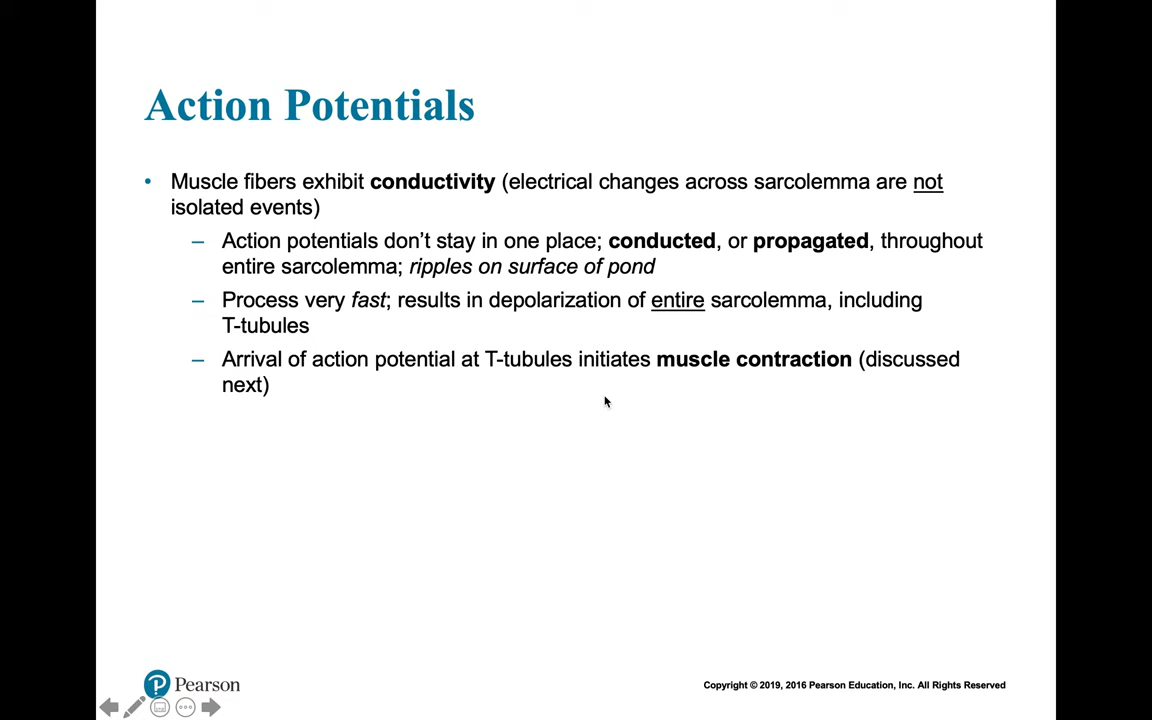 Action Potentials
• Muscle fibers exhibit conductivity (electrical changes across sarcolemma are not
isolated events)
– Action potentials don’t stay in one place; conducted, or propagated, throughout
entire sarcolemma; ripples on surface of pond
– Process very fast; results in depolarization of entire sarcolemma, including
T-tubules
– Arrival of action potential at T-tubules initiates muscle contraction (discussed
next)
P Pearson
Copyright © 2019, 2016 Pearson Education, Inc. All Rights Reserved